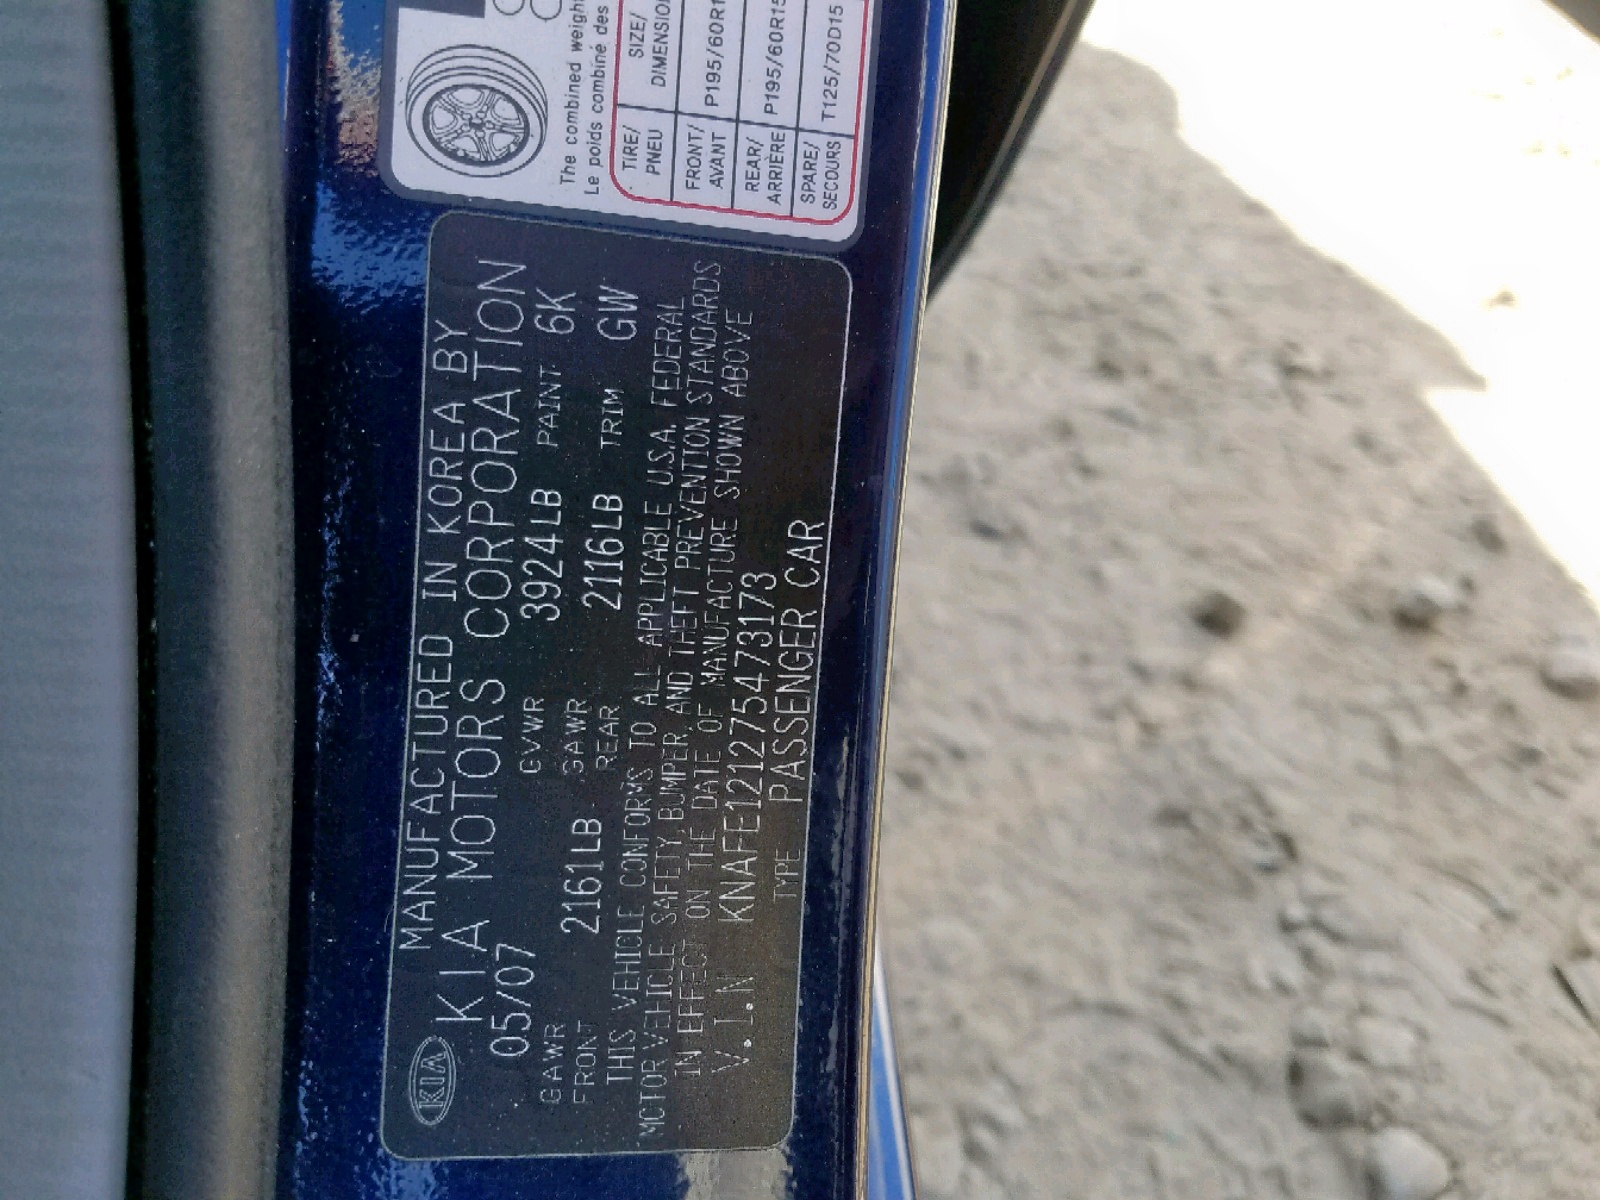 KIA
MANUFACTURED IN KOREA BY
KIA MOTORS CORPORATION
05/07 GVWR 3924LB PAINT 6K
GAWR FRONT 2161LB GAWR REAR 2116LB TRIM GW
THIS VEHICLE CONFORMS TO ALL APPLICABLE U.S.A. FEDERAL
MOTOR VEHICLE SAFETY, BUMPER, AND THEFT PREVENTION STANDARDS
IN EFFECT ON THE DATE OF MANUFACTURE SHOWN ABOVE
V.I.N KNAFE121275473173
TYPE PASSENGER CAR
The combined weight
Le poids combiné des
TIRE/ PNEU SIZE/ DIMENSION
FRONT/ AVANT P195/60R1
REAR/ ARRIÈRE P195/60R15
SPARE/ SECOURS T125/70D15